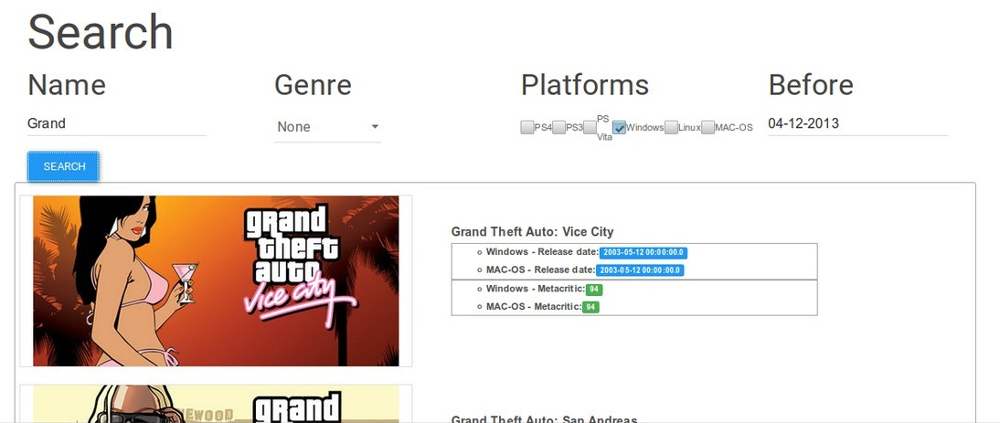 Search
Name Genre Platforms Before
Grand None PS4 PS3 PS Vita Windows Linux MAC-OS 04-12-2013
SEARCH
grand
theft
auto
vice city
Grand Theft Auto: Vice City
Windows - Release date: 2003-05-12 00:00:00.0
MAC-OS - Release date: 2003-05-12 00:00:00.0
Windows - Metacritic: 94
MAC-OS - Metacritic: 94
EWOOD
grand
Grand Theft Auto: San Andreas